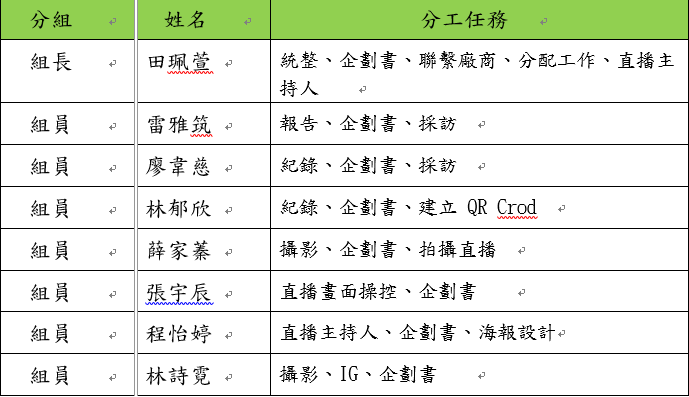 分組 姓名 分工任務
組長 田珮萱 統整、企劃書、聯繫廠商、分配工作、直播主
持人
組員 雷雅筑 報告、企劃書、採訪
組員 廖韋慈 紀錄、企劃書、採訪
組員 林郁欣 紀錄、企劃書、建立 QR Crod
組員 薛家蓁 攝影、企劃書、拍攝直播
組員 張宇辰 直播畫面操控、企劃書
組員 程怡婷 直播主持人、企劃書、海報設計
組員 林詩霓 攝影、IG、企劃書